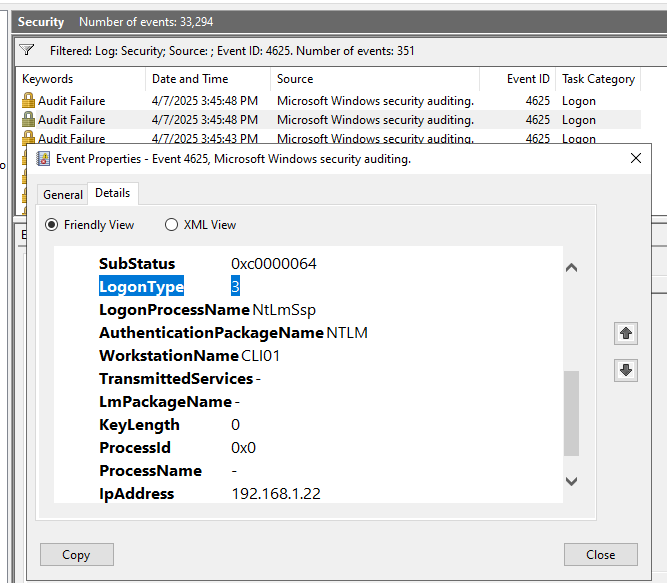 Security Number of events: 33,294
Filtered: Log: Security; Source: ; Event ID: 4625. Number of events: 351
Keywords Date and Time Source Event ID Task Category
Audit Failure 4/7/2025 3:45:48 PM Microsoft Windows security auditing. 4625 Logon
Audit Failure 4/7/2025 3:45:48 PM Microsoft Windows security auditing. 4625 Logon
Audit Failure 4/7/2025 3:45:43 PM Microsoft Windows security auditing. 4625 Logon
Event Properties - Event 4625, Microsoft Windows security auditing.
General Details
Friendly View XML View
SubStatus 0xc0000064
LogonType 3
LogonProcessName NtLmSsp
AuthenticationPackageName NTLM
WorkstationName CLI01
TransmittedServices -
LmPackageName -
KeyLength 0
ProcessId 0x0
ProcessName -
IpAddress 192.168.1.22
Copy Close